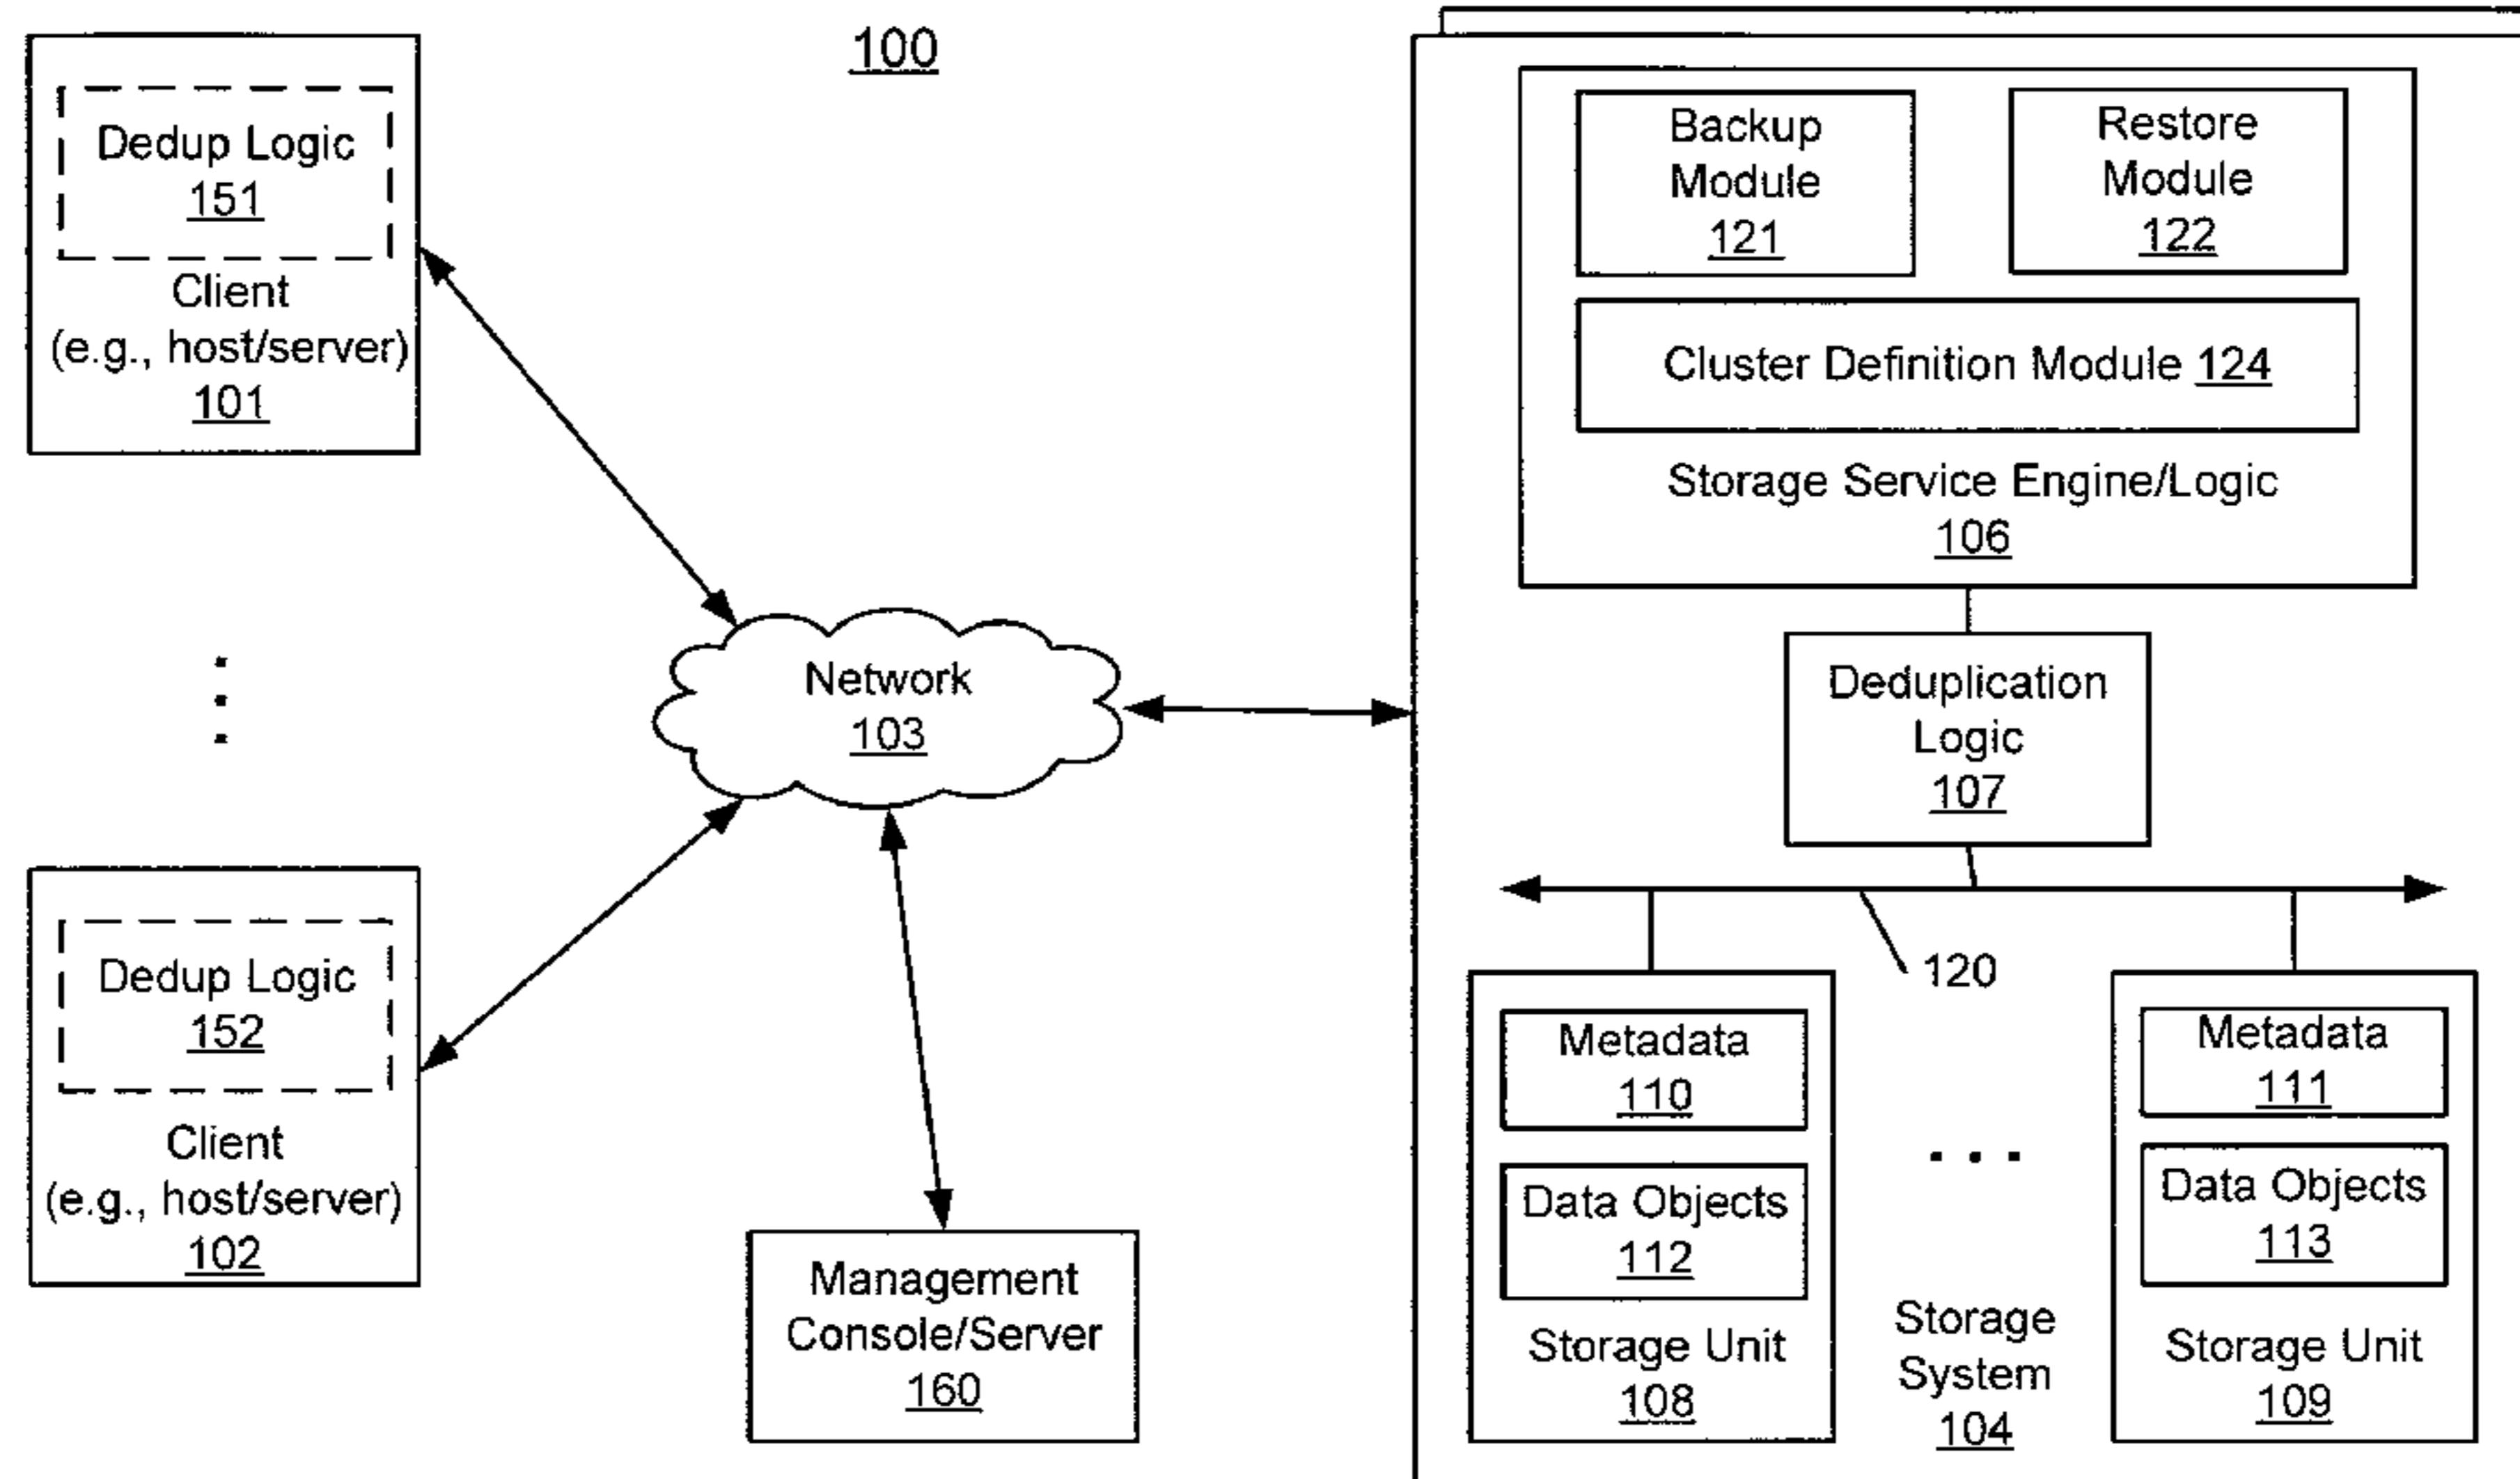 100
Dedup Logic
151
Client
(e.g., host/server)
101
Dedup Logic
152
Client
(e.g., host/server)
102
Network
103
Management
Console/Server
160
Backup
Module
121
Restore
Module
122
Cluster Definition Module 124
Storage Service Engine/Logic
106
Deduplication
Logic
107
120
Metadata
110
Data Objects
112
Storage Unit
108
Storage
System
104
Metadata
111
Data Objects
113
Storage Unit
109